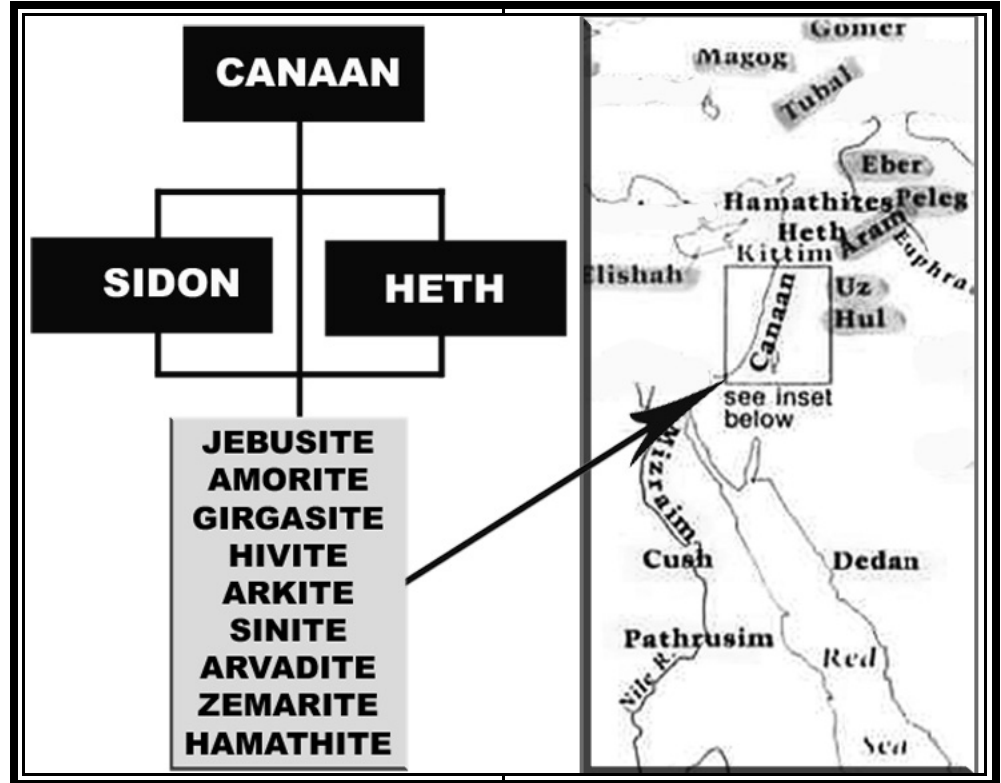 CANAAN
SIDON
HETH
JEBUSITE
AMORITE
GIRGASITE
HIVITE
ARKITE
SINITE
ARVADITE
ZEMARITE
HAMATHITE
Gomer
Magog
Tubal
Eber
Hamathites
Peleg
Heth
Aram
Kittim
Euphra
Elishah
Uz
Canaan
Hul
see inset
below
Mizraim
Cush
Dedan
Pathrusim
Red
Nile R.
Sea